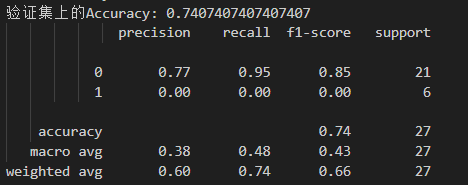 验证集上的Accuracy: 0.7407407407407407
precision recall f1-score support
0 0.77 0.95 0.85 21
1 0.00 0.00 0.00 6
accuracy 0.74 27
macro avg 0.38 0.48 0.43 27
weighted avg 0.60 0.74 0.66 27